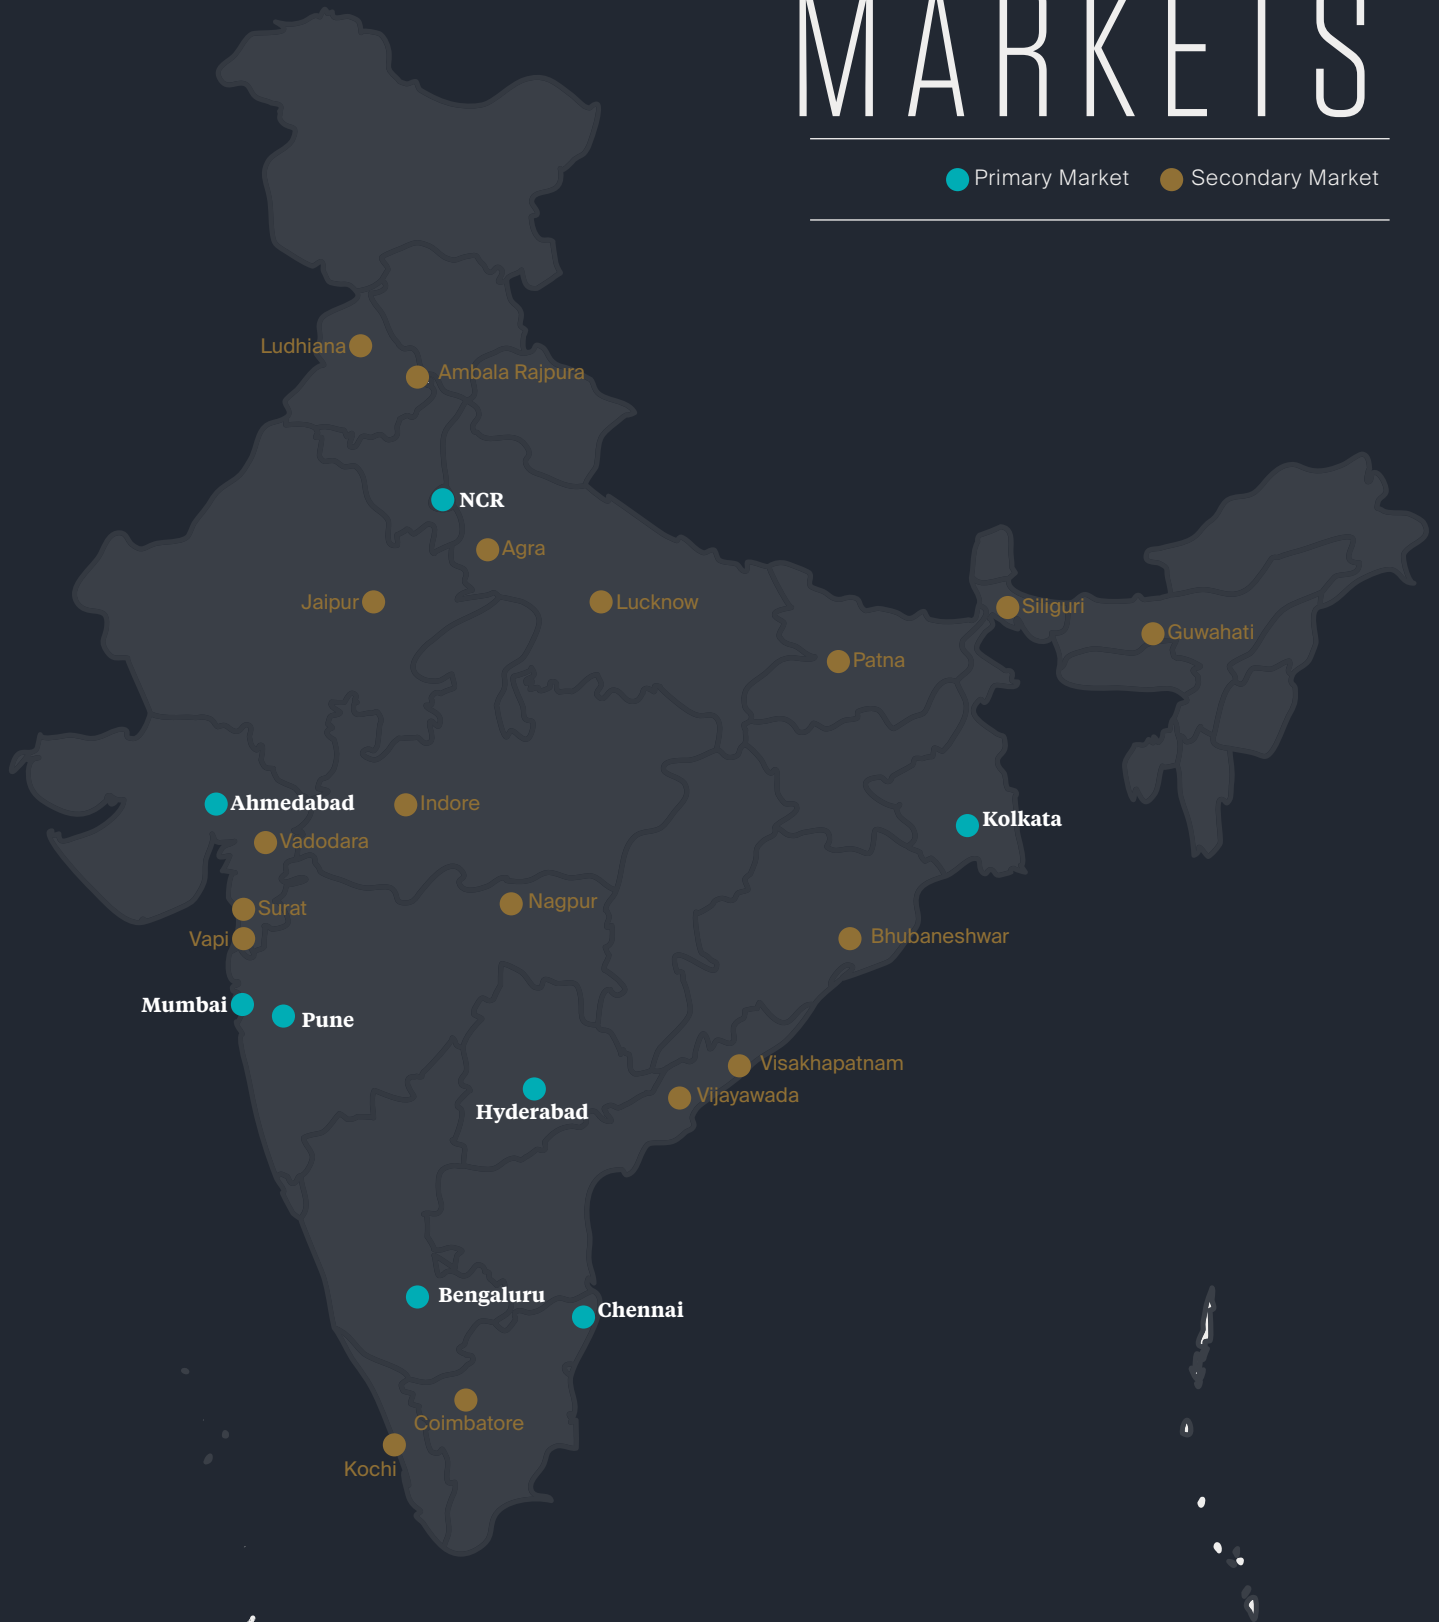 MARKETS
Primary Market
Secondary Market
Ludhiana
Ambala Rajpura
NCR
Agra
Jaipur
Lucknow
Siliguri
Guwahati
Patna
Ahmedabad
Indore
Kolkata
Vadodara
Nagpur
Surat
Vapi
Bhubaneshwar
Mumbai
Pune
Visakhapatnam
Vijayawada
Hyderabad
Bengaluru
Chennai
Coimbatore
Kochi